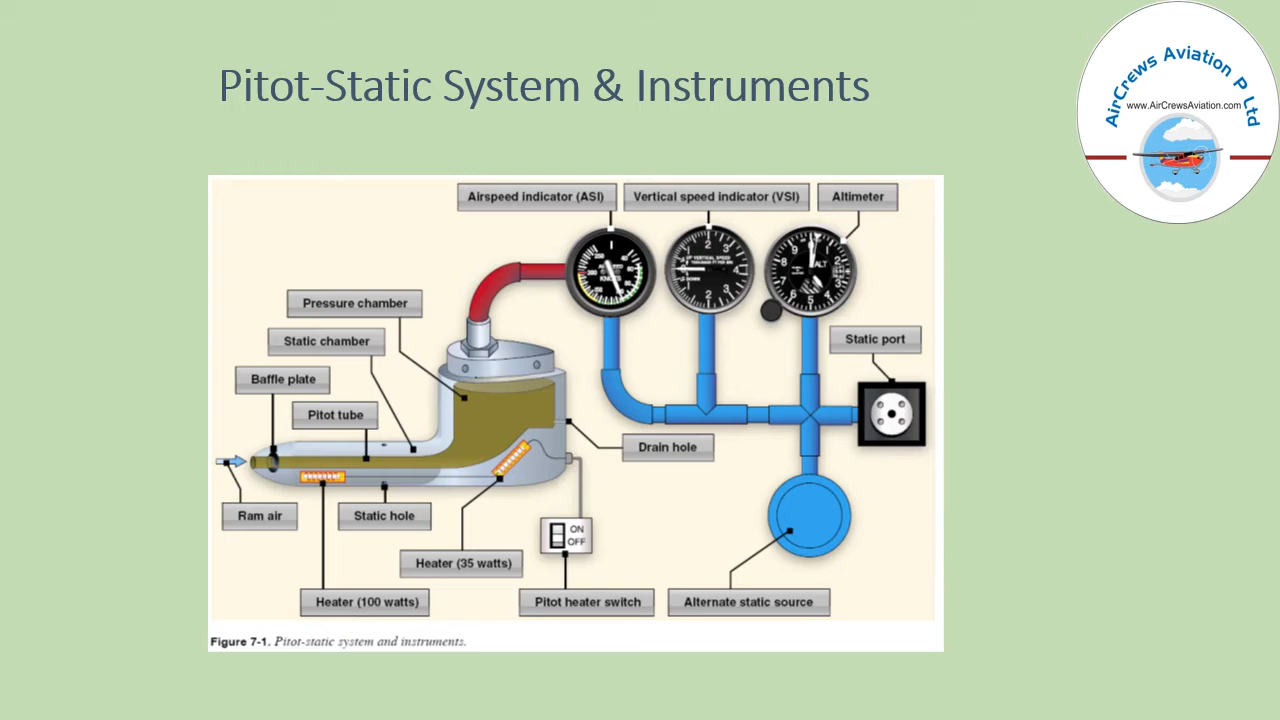 Pitot-Static System & Instruments
AirCrews Aviation P Ltd
www.AirCrewsAviation.com
Airspeed indicator (ASI)
Vertical speed indicator (VSI)
Altimeter
Pressure chamber
Static chamber
Baffle plate
Pitot tube
Static port
Drain hole
Ram air
Static hole
ON
OFF
Heater (35 watts)
Heater (100 watts)
Pitot heater switch
Alternate static source
Figure 7-1. Pitot-static system and instruments.